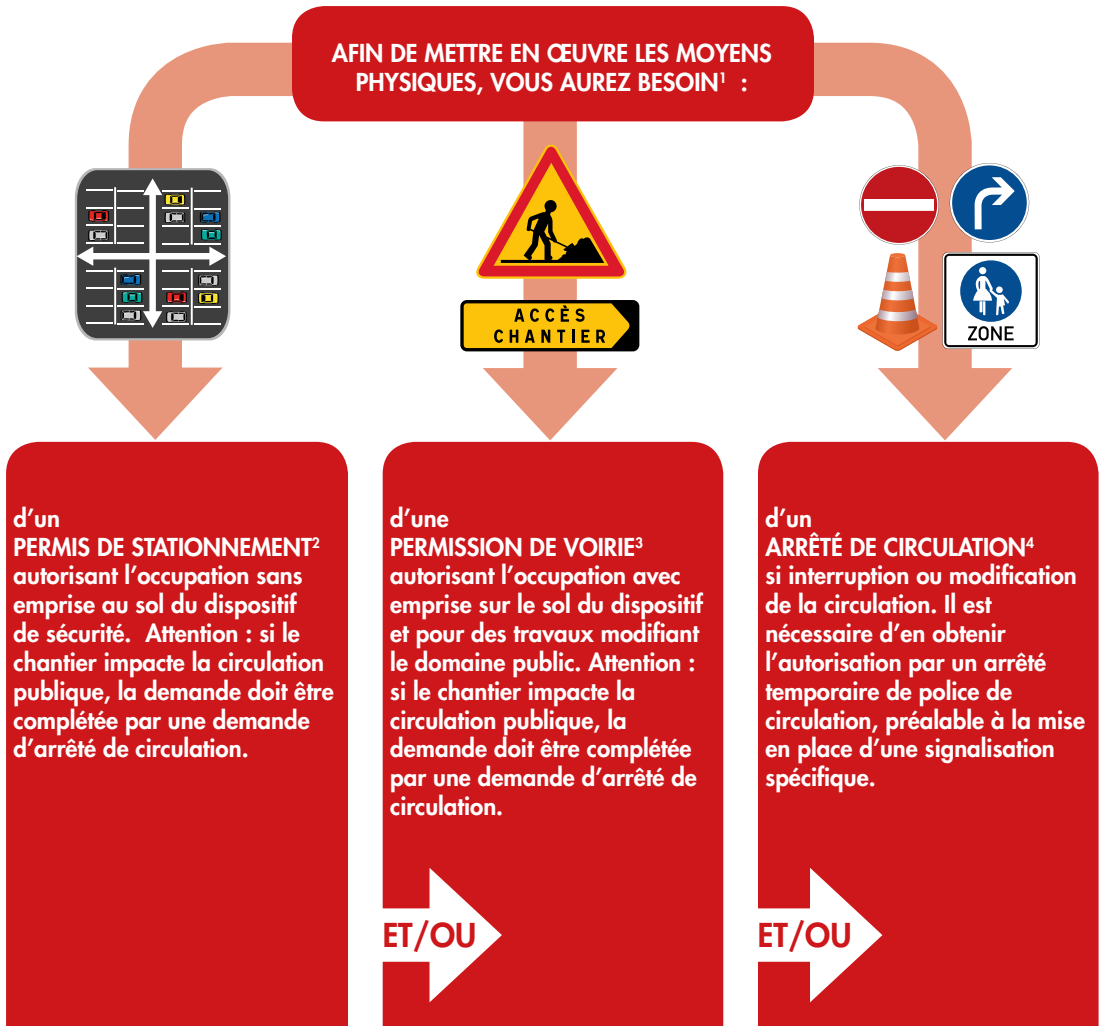 AFIN DE METTRE EN ŒUVRE LES MOYENS
PHYSIQUES, VOUS AUREZ BESOIN¹ :
ACCÈS
CHANTIER
ZONE
d'un
PERMIS DE STATIONNEMENT²
autorisant l'occupation sans
emprise au sol du dispositif
de sécurité. Attention : si le
chantier impacte la circulation
publique, la demande doit être
complétée par une demande
d'arrêté de circulation.
d'une
PERMISSION DE VOIRIE³
autorisant l'occupation avec
emprise sur le sol du dispositif
et pour des travaux modifiant
le domaine public. Attention :
si le chantier impacte la
circulation publique, la
demande doit être complétée
par une demande d'arrêté de
circulation.
ET/OU
d'un
ARRÊTÉ DE CIRCULATION⁴
si interruption ou modification
de la circulation. Il est
nécessaire d'en obtenir
l'autorisation par un arrêté
temporaire de police de
circulation, préalable à la mise
en place d'une signalisation
spécifique.
ET/OU